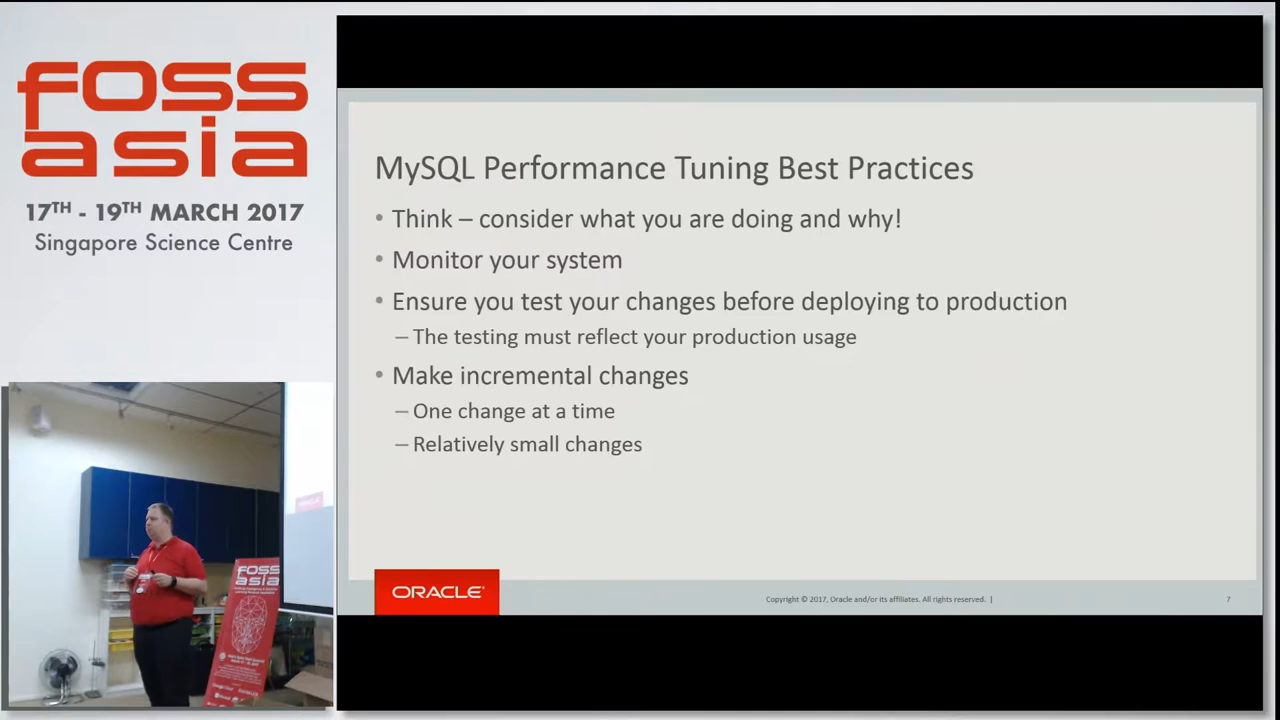 FOSS
asia
17TH - 19TH MARCH 2017
Singapore Science Centre
MySQL Performance Tuning Best Practices
• Think – consider what you are doing and why!
• Monitor your system
• Ensure you test your changes before deploying to production
– The testing must reflect your production usage
• Make incremental changes
– One change at a time
– Relatively small changes
ORACLE®
Copyright © 2017, Oracle and/or its affiliates. All rights reserved. |
7
FOSS
asia